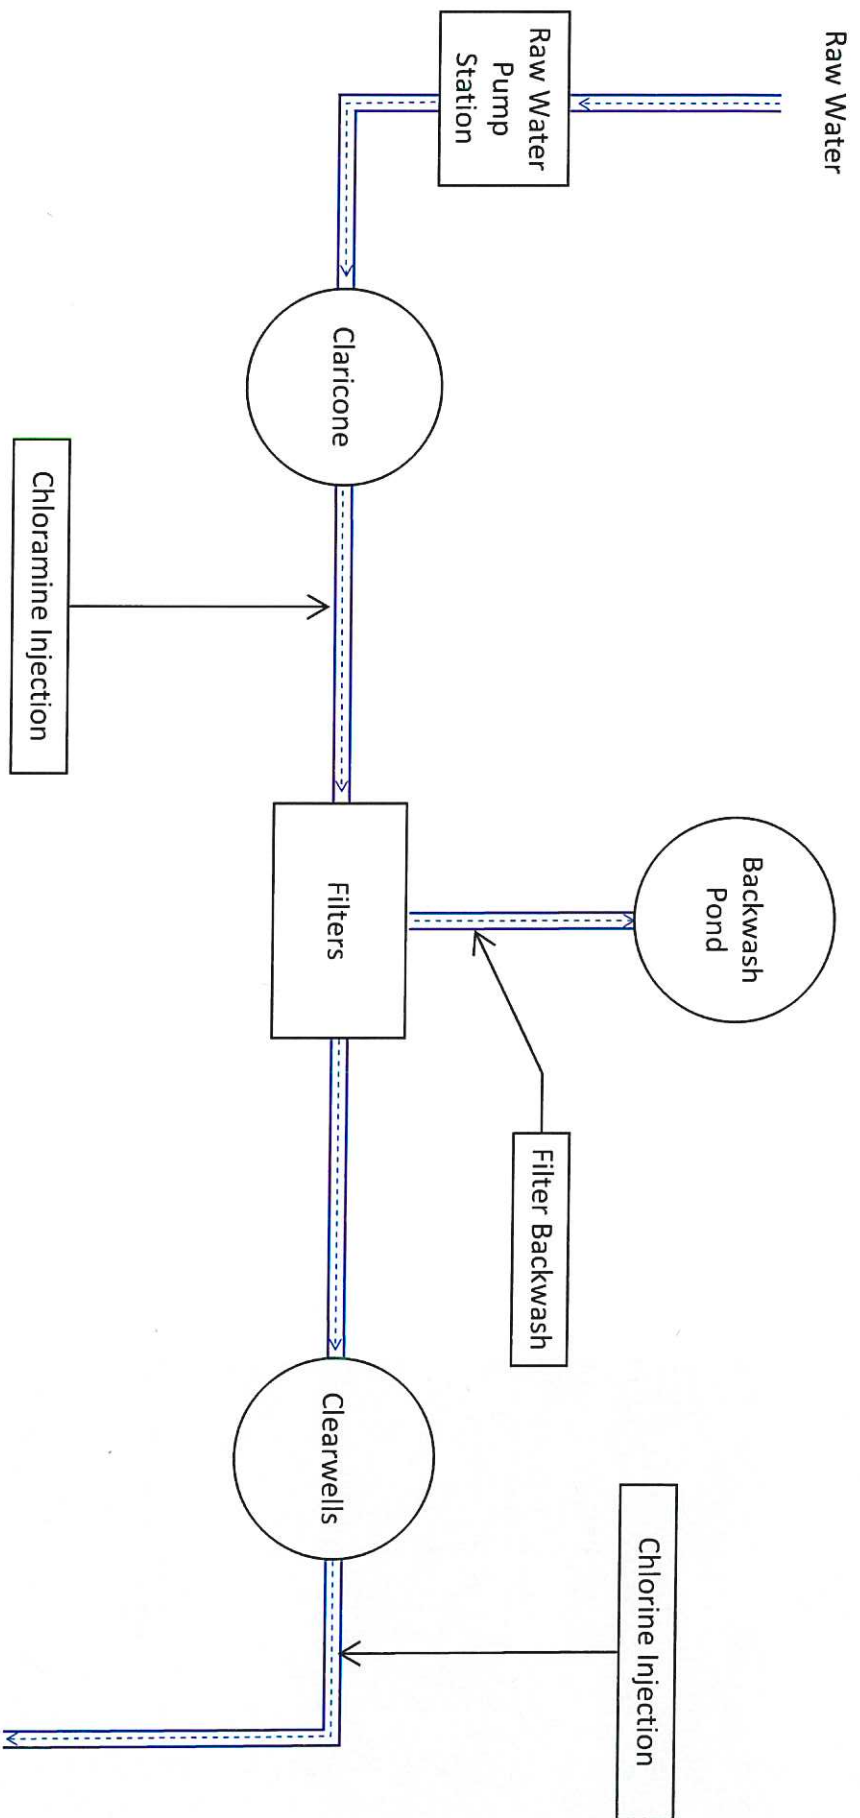 Raw Water
Raw Water
Pump
Station
Claricone
Chloramine Injection
Backwash
Pond
Filters
Filter Backwash
Clearwells
Chlorine Injection